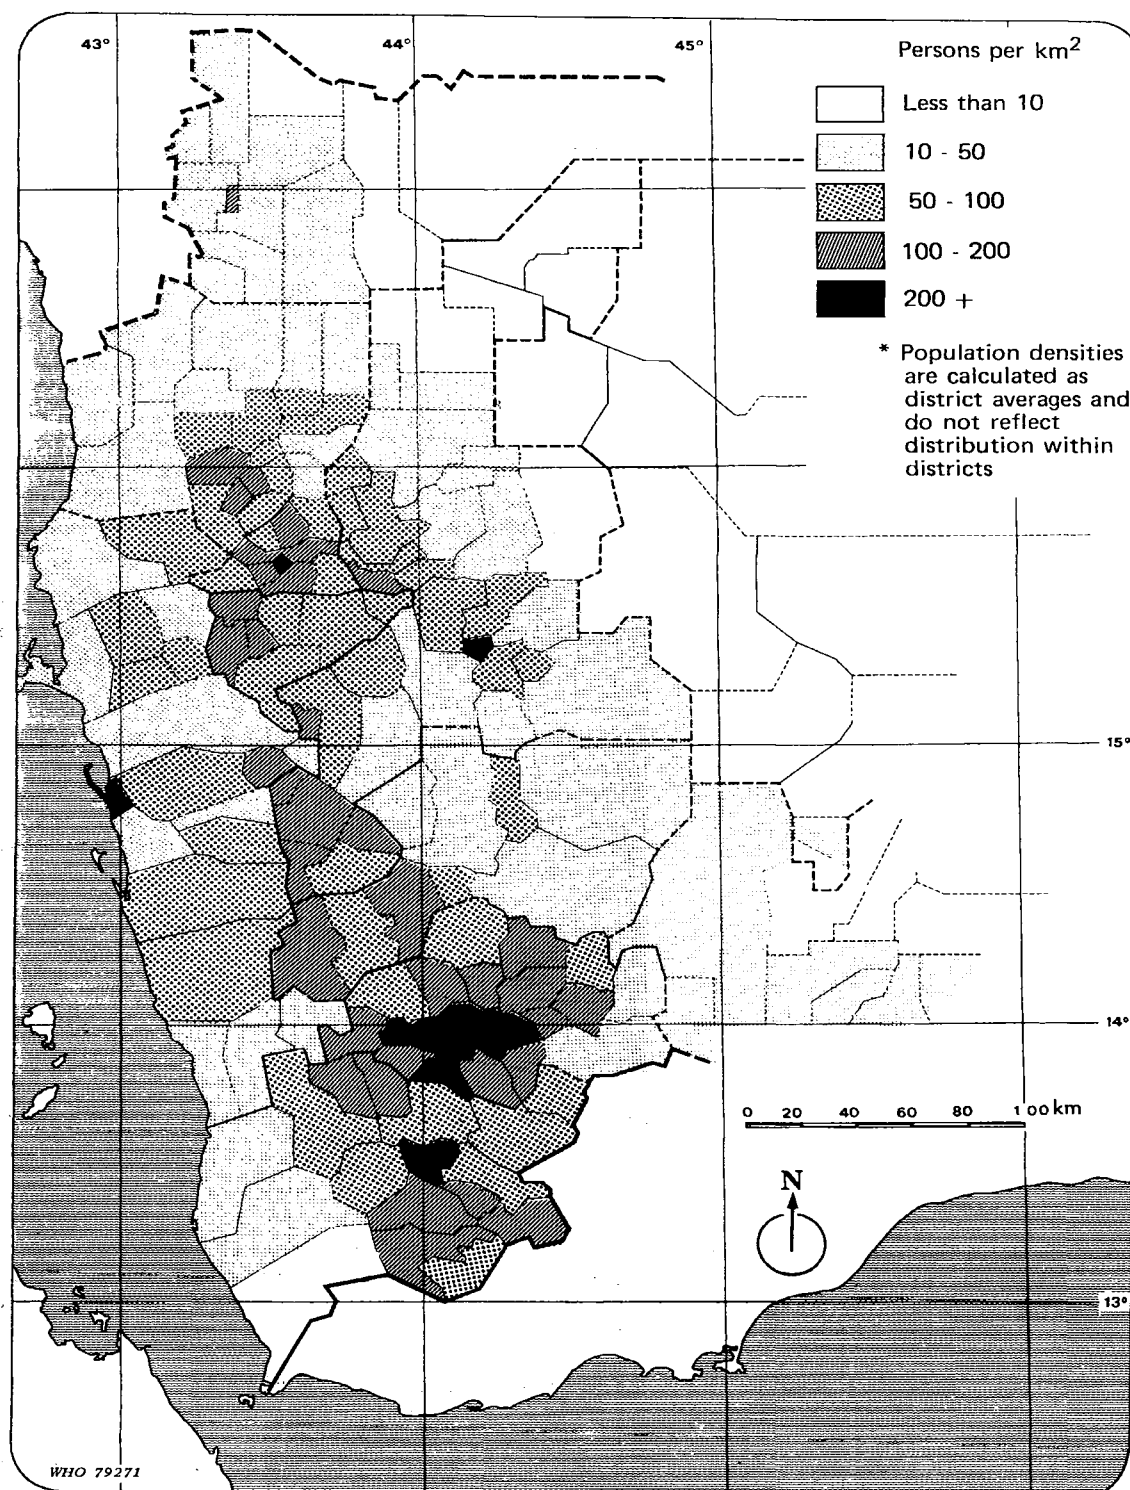 43°
44°
45°
Persons per km²
Less than 10
10 - 50
50 - 100
100 - 200
200 +
* Population densities
are calculated as
district averages and
do not reflect
distribution within
districts
15°
14°
0 20 40 60 80 100km
N
13°
WHO 79271